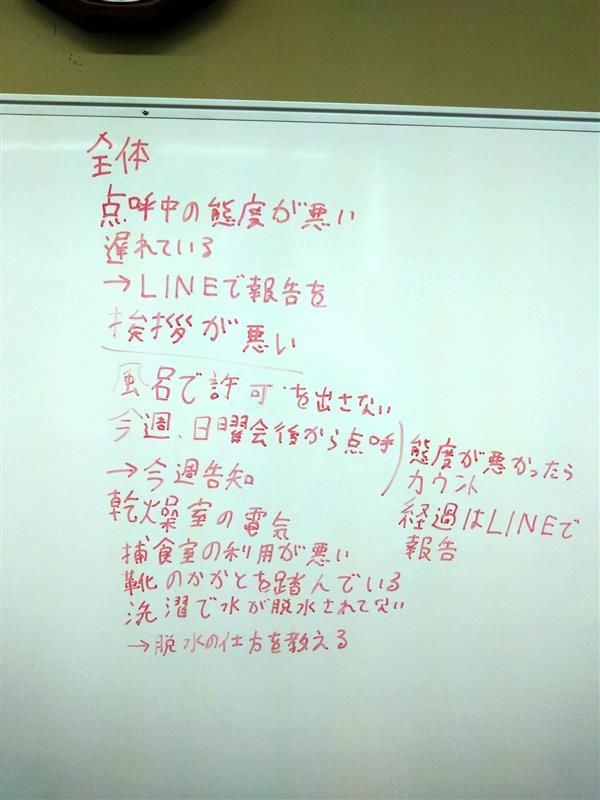 全体
点呼中の態度が悪い
遅れている
→LINEで報告を
挨拶が悪い
風呂で許可を出さない
今週、日曜会後から点呼
→今週告知
乾燥室の電気
捕食室の利用が悪い
靴のかかとを踏んでいる
洗濯で水が脱水されてない
→脱水の仕方を教える
態度が悪かったら
カウント
経過はLINEで
報告